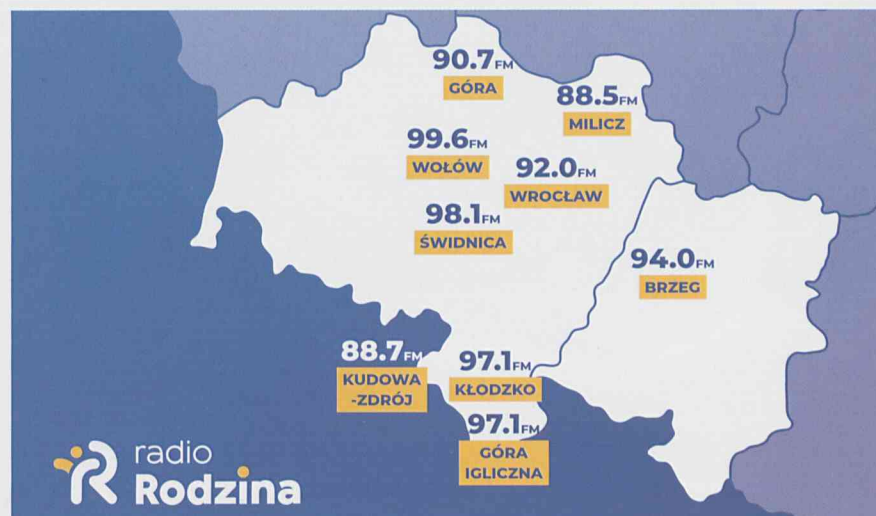 90.7FM
GÓRA
88.5FM
MILICZ
99.6FM
WOŁÓW
92.0FM
WROCŁAW
98.1FM
ŚWIDNICA
94.0FM
BRZEG
88.7FM
KUDOWA
-ZDRÓJ
97.1FM
KŁODZKO
97.1FM
GÓRA
IGLICZNA
radio
Rodzina